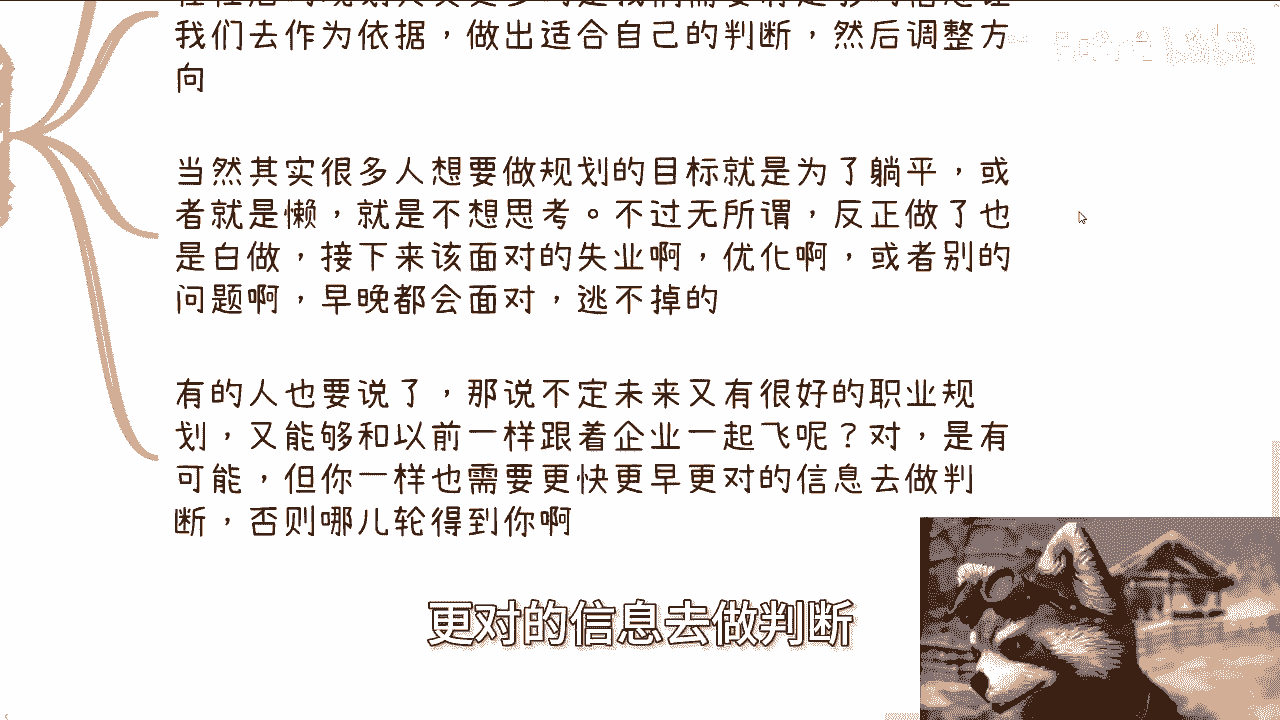 我们去作为依据，做出适合自己的判断，然后调整方
向
当然其实很多人想要做规划的目标就是为了躺平，或
者就是懒，就是不想思考。不过无所谓，反正做了也
是白做，接下来该面对的失业啊，优化啊，或者别的
问题啊，早晚都会面对，逃不掉的
有的人也要说了，那说不定未来又有很好的职业规
划，又能够和以前一样跟着企业一起飞呢？对，是有
可能，但你一样也需要更快更早更对的信息去做判
断，否则哪儿轮得到你啊
更对的信息去做判断